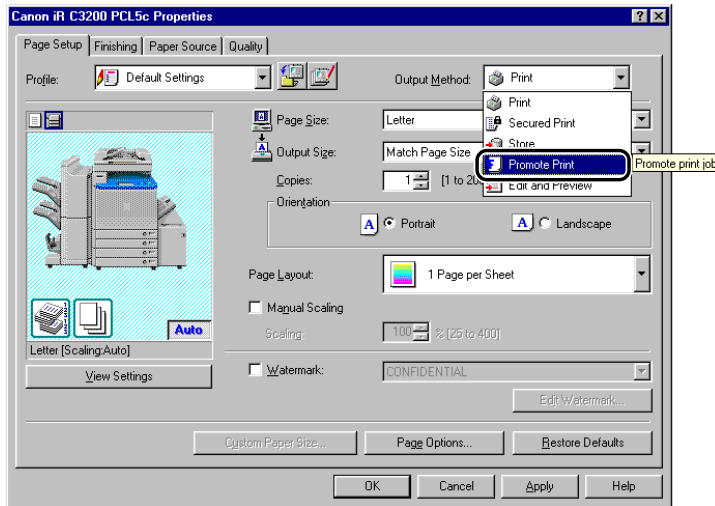 Canon iR C3200 PCL5c Properties
Page Setup Finishing Paper Source Quality
Profile: Default Settings Output Method: Print
Print
Secured Print
Store
Promote Print
Promote print job
Edit and Preview
Page Size: Letter
Output Size: Match Page Size
Copies: 1 [1 to 20
Orientation
A Portrait A Landscape
Page Layout: 1 Page per Sheet
Manual Scaling
Scaling: 100 % [25 to 400]
Auto
Letter [Scaling:Auto]
View Settings
Watermark: CONFIDENTIAL
Edit Watermark...
Custom Paper Size... Page Options... Restore Defaults
OK Cancel Apply Help